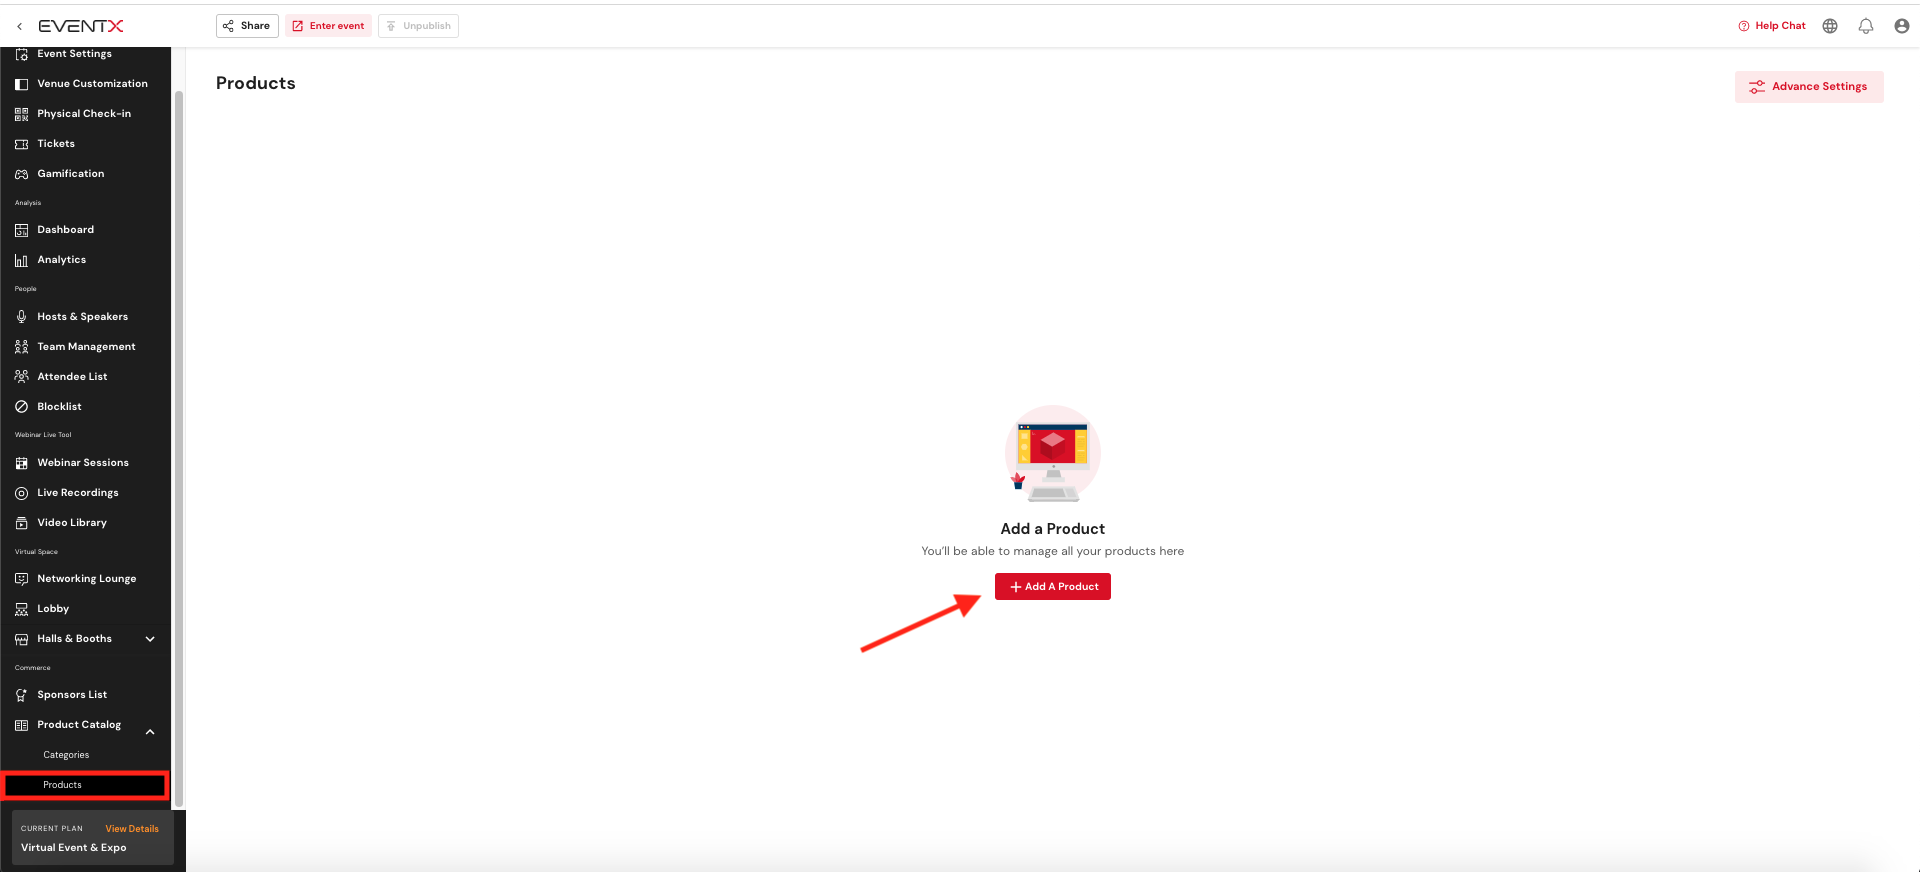 EVENTX
Share
Enter event
Unpublish
Help Chat
Event Settings
Venue Customization
Physical Check-in
Tickets
Gamification
Analysis
Dashboard
Analytics
People
Hosts & Speakers
Team Management
Attendee List
Blocklist
Webinar Live Tool
Webinar Sessions
Live Recordings
Video Library
Virtual Space
Networking Lounge
Lobby
Halls & Booths
Commerce
Sponsors List
Product Catalog
Categories
Products
CURRENT PLAN View Details
Virtual Event & Expo
Products
Advance Settings
Add a Product
You'll be able to manage all your products here
Add A Product